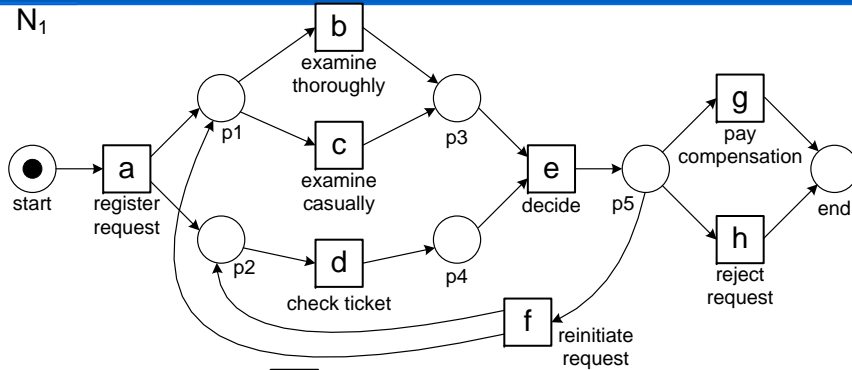 N1
b
examine
thoroughly
p1
c
examine
casually
p3
g
pay
compensation
a
register
request
start
e
decide
p5
end
p2
d
check ticket
p4
h
reject
request
f
reinitiate
request